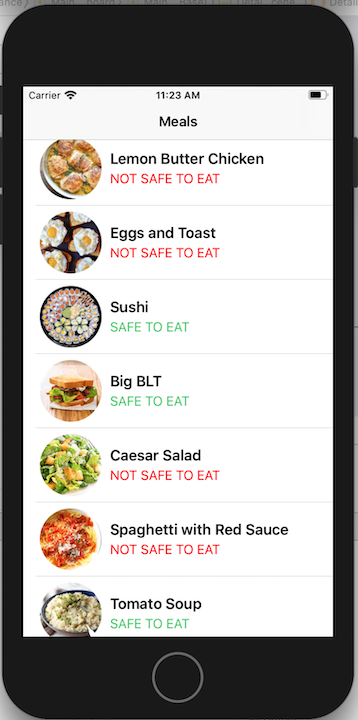 Carrier 11:23 AM
Meals
Lemon Butter Chicken
NOT SAFE TO EAT
Eggs and Toast
NOT SAFE TO EAT
Sushi
SAFE TO EAT
Big BLT
SAFE TO EAT
Caesar Salad
NOT SAFE TO EAT
Spaghetti with Red Sauce
NOT SAFE TO EAT
Tomato Soup
SAFE TO EAT